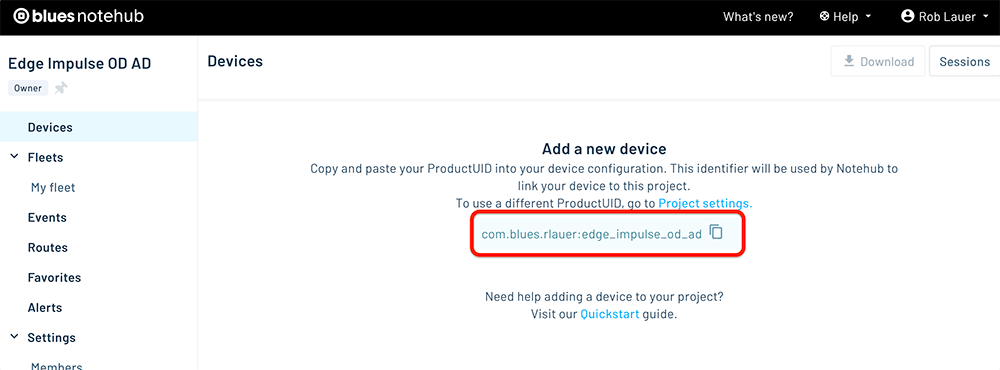 blues notehub
What's new?
Help
Rob Lauer
Edge Impulse OD AD
Owner
Devices
Fleets
My fleet
Events
Routes
Favorites
Alerts
Settings
Members
Devices
Download
Sessions
Add a new device
Copy and paste your ProductUID into your device configuration. This identifier will be used by Notehub to
link your device to this project.
To use a different ProductUID, go to Project settings.
com.blues.rlauer:edge_impulse_od_ad
Need help adding a device to your project?
Visit our Quickstart guide.